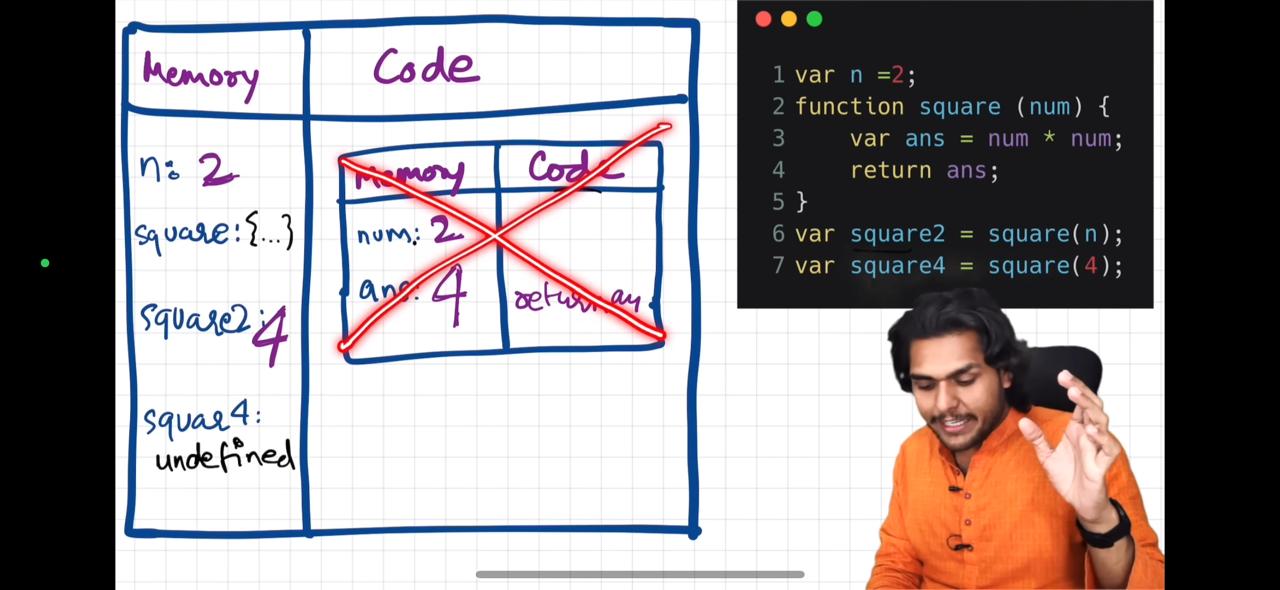 Memory
Code
n: 2
square: {...}
square2: 4
squar4:
undefined
Memory
Code
num: 2
ans: 4
return an
1 var n =2;
2 function square (num) {
3     var ans = num * num;
4     return ans;
5 }
6 var square2 = square(n);
7 var square4 = square(4);